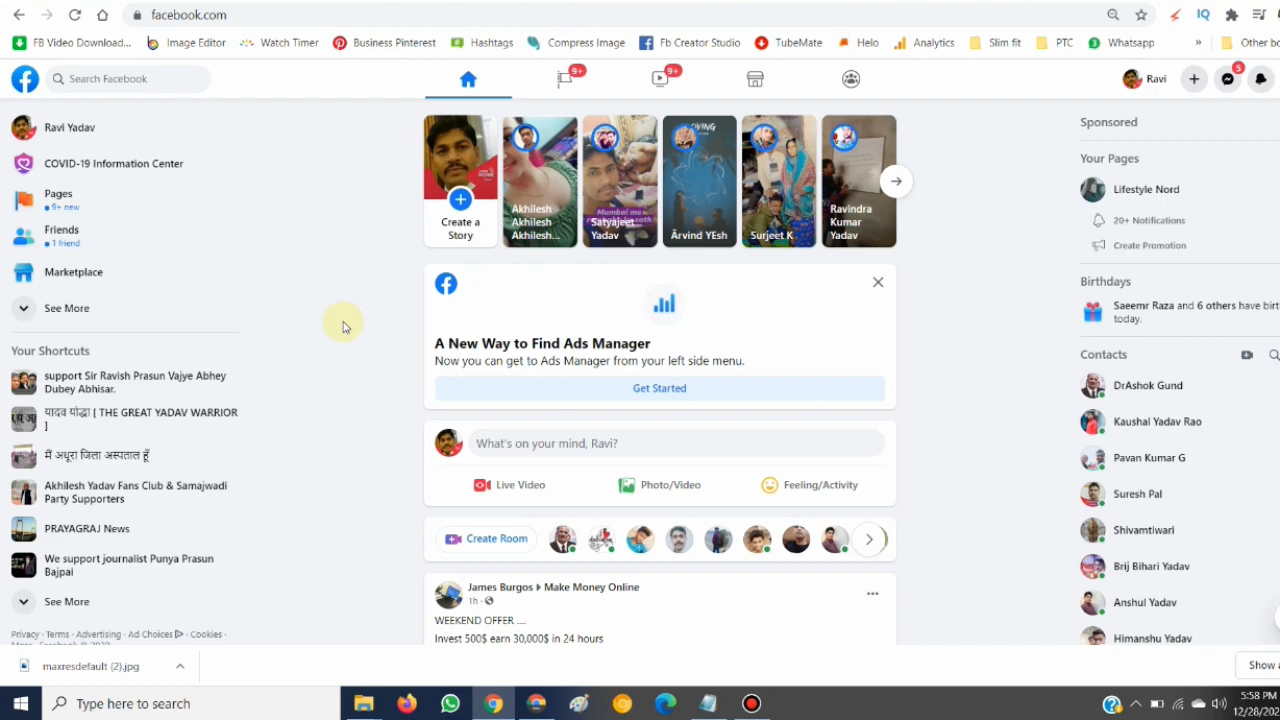 facebook.com
FB Video Download...
Image Editor
Watch Timer
Business Pinterest
Hashtags
Compress Image
Fb Creator Studio
TubeMate
Helo
Analytics
Slim fit
PTC
Whatsapp
»
Other bo
Search Facebook
9+
9+
Ravi
5
Ravi Yadav
COVID-19 Information Center
Pages
9+ new
Friends
1 friend
Marketplace
See More
Your Shortcuts
support Sir Ravish Prasun Vajye Abhey
Dubey Abhisar.
यादव योद्धा [ THE GREAT YADAV WARRIOR
]
मैं अधूरा जिला अस्पताल हूँ
Akhilesh Yadav Fans Club & Samajwadi
Party Supporters
PRAYAGRAJ News
We support journalist Punya Prasun
Bajpai
See More
Privacy · Terms · Advertising · Ad Choices · Cookies ·
Create a
Story
Akhilesh
Akhilesh
Akhilesh...
Mumbai me
Satyajeet
Yadav
Ārvind YEsh
Surjeet K
Ravindra
Kumar
Yadav
A New Way to Find Ads Manager
Now you can get to Ads Manager from your left side menu.
Get Started
What's on your mind, Ravi?
Live Video
Photo/Video
Feeling/Activity
Create Room
James Burgos ▸ Make Money Online
1h ·
WEEKEND OFFER ....
Invest 500$ earn 30,000$ in 24 hours
Sponsored
Your Pages
Lifestyle Nord
20+ Notifications
Create Promotion
Birthdays
Saeemr Raza and 6 others have birt
today.
Contacts
DrAshok Gund
Kaushal Yadav Rao
Pavan Kumar G
Suresh Pal
Shivamtiwari
Brij Bihari Yadav
Anshul Yadav
Himanshu Yadav
maxresdefault (2).jpg
Show a
Type here to search
5:58 PM
12/28/202